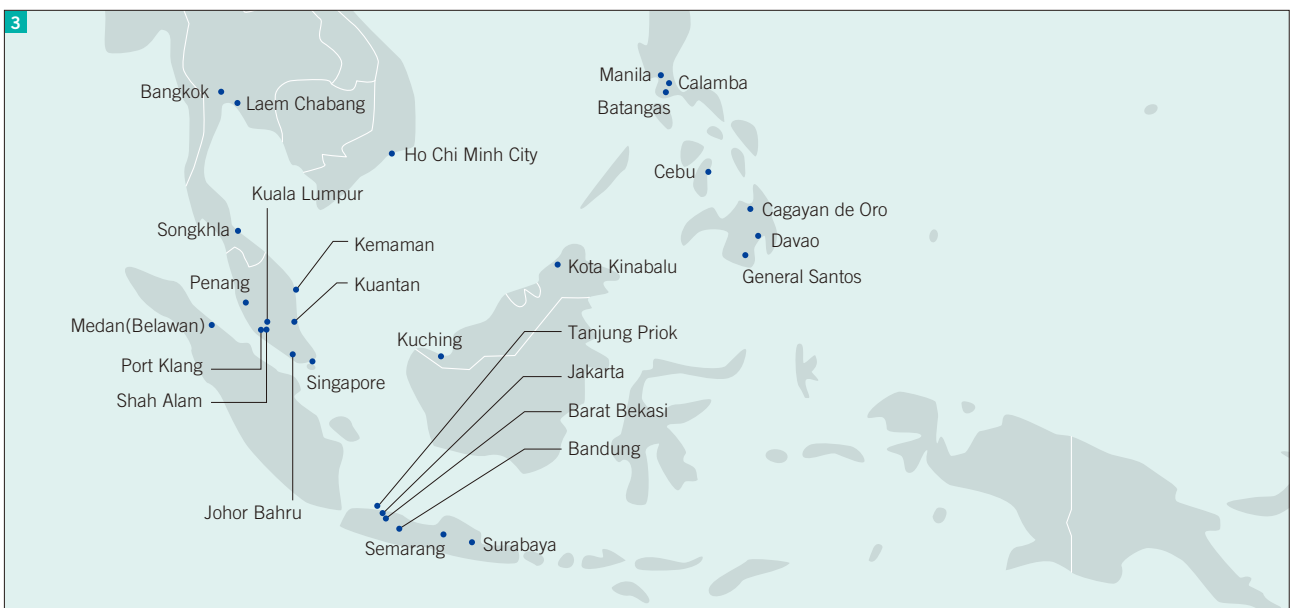 3
Manila
Calamba
Bangkok
Laem Chabang
Batangas
Ho Chi Minh City
Cebu
Kuala Lumpur
Cagayan de Oro
Songkhla
Davao
Kemaman
Kota Kinabalu
General Santos
Penang
Kuantan
Medan(Belawan)
Tanjung Priok
Kuching
Port Klang
Singapore
Jakarta
Shah Alam
Barat Bekasi
Bandung
Johor Bahru
Semarang
Surabaya